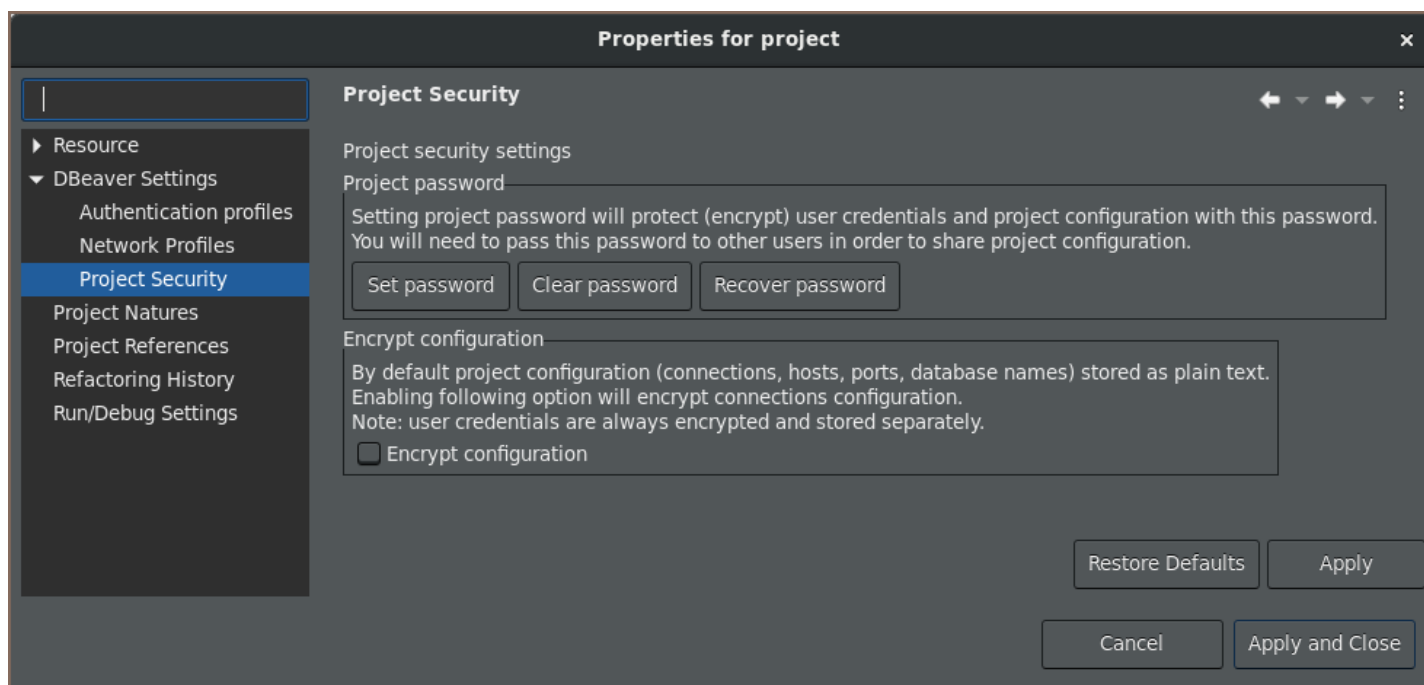 Properties for project
Project Security
Resource
DBeaver Settings
Authentication profiles
Network Profiles
Project Security
Project Natures
Project References
Refactoring History
Run/Debug Settings
Project security settings
Project password
Setting project password will protect (encrypt) user credentials and project configuration with this password.
You will need to pass this password to other users in order to share project configuration.
Set password Clear password Recover password
Encrypt configuration
By default project configuration (connections, hosts, ports, database names) stored as plain text.
Enabling following option will encrypt connections configuration.
Note: user credentials are always encrypted and stored separately.
Encrypt configuration
Restore Defaults Apply
Cancel Apply and Close